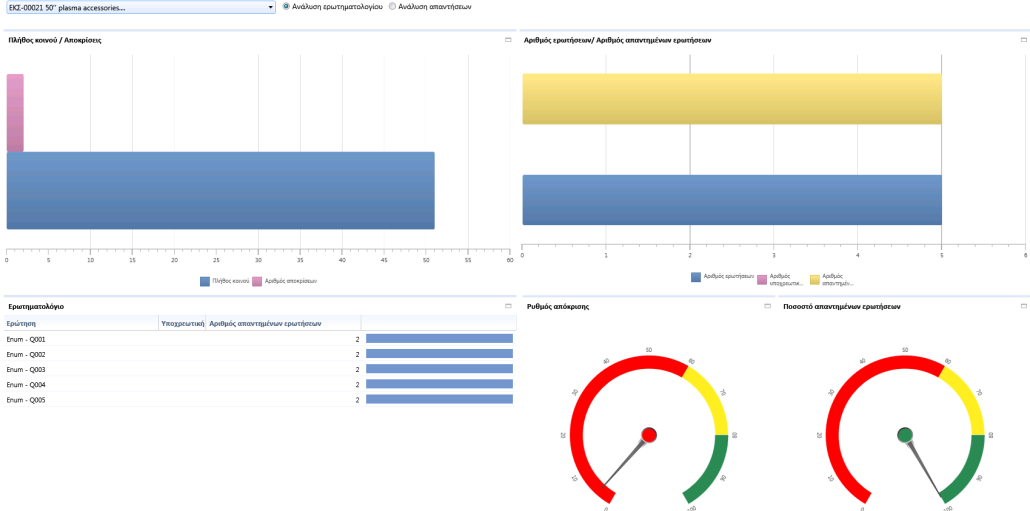 ΕΚΣ-00021 50" plasma accessories....
Ανάλυση ερωτηματολογίου Ανάλυση απαντήσεων
Πλήθος κοινού / Αποκρίσεις
0 5 10 15 20 25 30 35 40 45 50 55 60
Πλήθος κοινού Αριθμός αποκρίσεων
Αριθμός ερωτήσεων/ Αριθμός απαντημένων ερωτήσεων
0 1 2 3 4 5 6
Αριθμός ερωτήσεων Αριθμός υποχρεωτικ... Αριθμός απαντημέν...
Ερωτηματολόγιο
Ερώτηση Υποχρεωτική Αριθμός απαντημένων ερωτήσεων
Enum - Q001 2
Enum - Q002 2
Enum - Q003 2
Enum - Q004 2
Enum - Q005 2
Ρυθμός απόκρισης
0 10 20 30 40 50 60 70 80 90 100
Ποσοστό απαντημένων ερωτήσεων
0 10 20 30 40 50 60 70 80 90 100